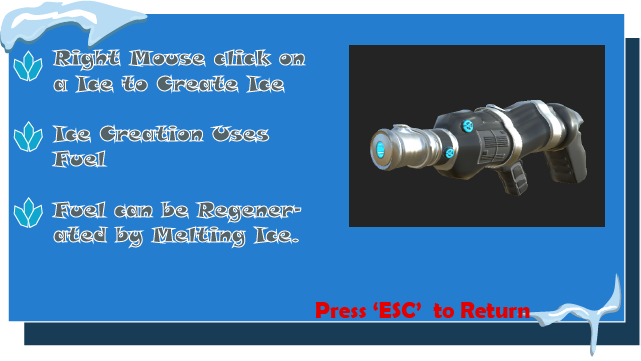 Right Mouse click on
a Ice to Create Ice
Ice Creation Uses
Fuel
Fuel can be Regener-
ated by Melting Ice.
Press ‘ESC’ to Return